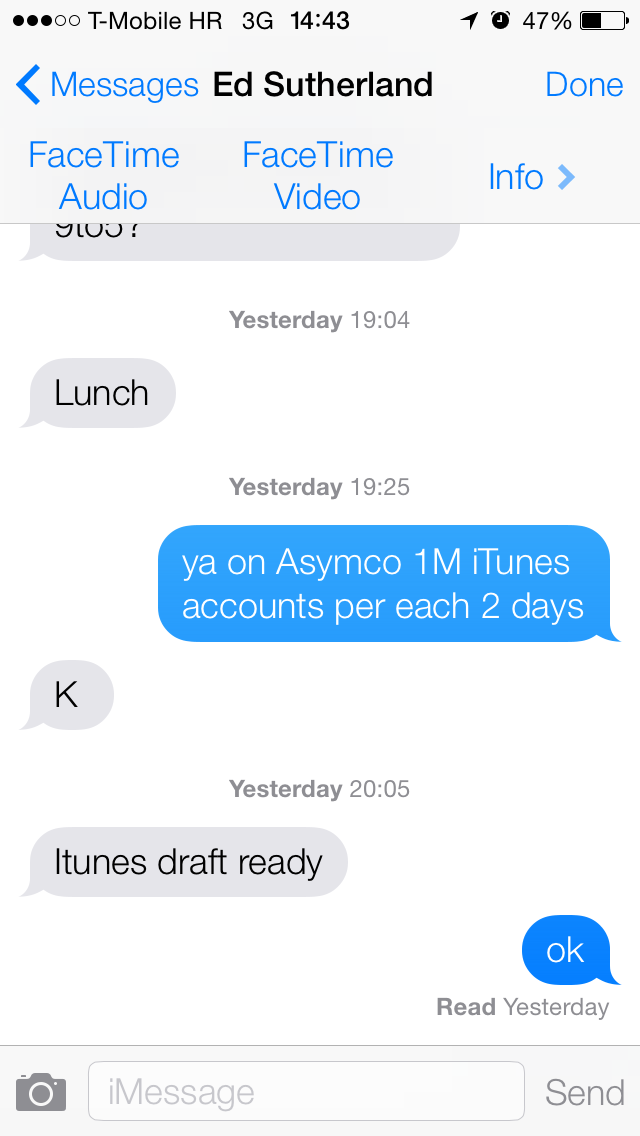 T-Mobile HR 3G 14:43 47%
Messages Ed Sutherland Done
FaceTime Audio
FaceTime Video
Info
9to5?
Yesterday 19:04
Lunch
Yesterday 19:25
ya on Asymco 1M iTunes
accounts per each 2 days
K
Yesterday 20:05
Itunes draft ready
ok
Read Yesterday
iMessage Send